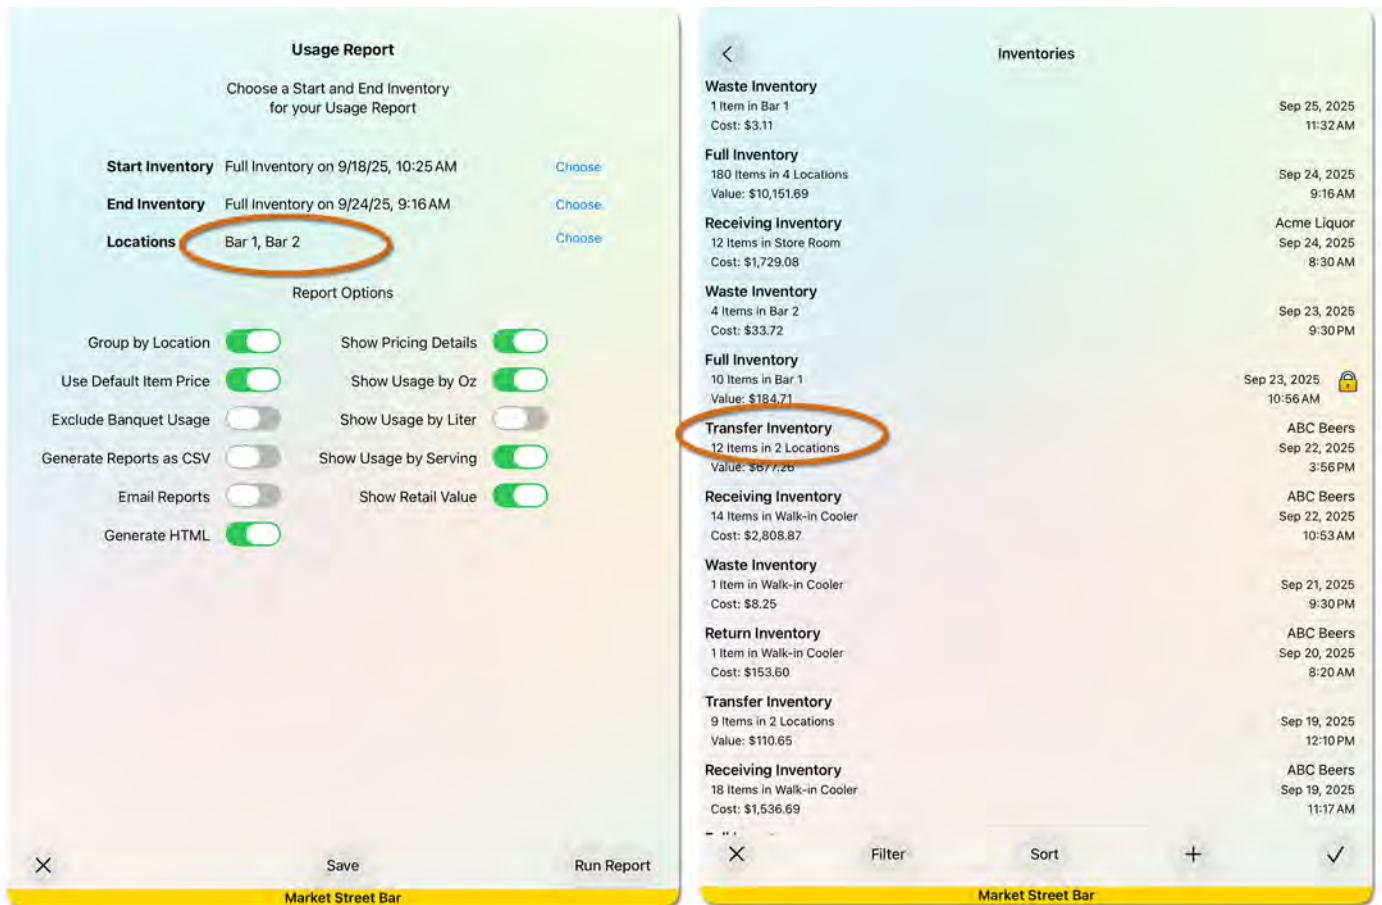 Usage Report
Choose a Start and End Inventory
for your Usage Report
Start Inventory Full Inventory on 9/18/25, 10:25 AM Choose
End Inventory Full Inventory on 9/24/25, 9:16 AM Choose
Locations Bar 1, Bar 2 Choose
Report Options
Group by Location Show Pricing Details
Use Default Item Price Show Usage by Oz
Exclude Banquet Usage Show Usage by Liter
Generate Reports as CSV Show Usage by Serving
Email Reports Show Retail Value
Generate HTML
Save Run Report
Market Street Bar
Inventories
Waste Inventory
1 Item in Bar 1 Sep 25, 2025
Cost: $3.11 11:32 AM
Full Inventory
180 Items in 4 Locations Sep 24, 2025
Value: $10,151.69 9:16 AM
Receiving Inventory Acme Liquor
12 Items in Store Room Sep 24, 2025
Cost: $1,729.08 8:30 AM
Waste Inventory
4 Items in Bar 2 Sep 23, 2025
Cost: $33.72 9:30 PM
Full Inventory
10 Items in Bar 1 Sep 23, 2025
Value: $184.71 10:56 AM
Transfer Inventory ABC Beers
12 Items in 2 Locations Sep 22, 2025
Value: $677.26 3:56 PM
Receiving Inventory ABC Beers
14 Items in Walk-in Cooler Sep 22, 2025
Cost: $2,808.87 10:53 AM
Waste Inventory
1 Item in Walk-in Cooler Sep 21, 2025
Cost: $8.25 9:30 PM
Return Inventory ABC Beers
1 Item in Walk-in Cooler Sep 20, 2025
Cost: $153.60 8:20 AM
Transfer Inventory
9 Items in 2 Locations Sep 19, 2025
Value: $110.65 12:10 PM
Receiving Inventory ABC Beers
18 Items in Walk-in Cooler Sep 19, 2025
Cost: $1,536.69 11:17 AM
Filter Sort
Market Street Bar